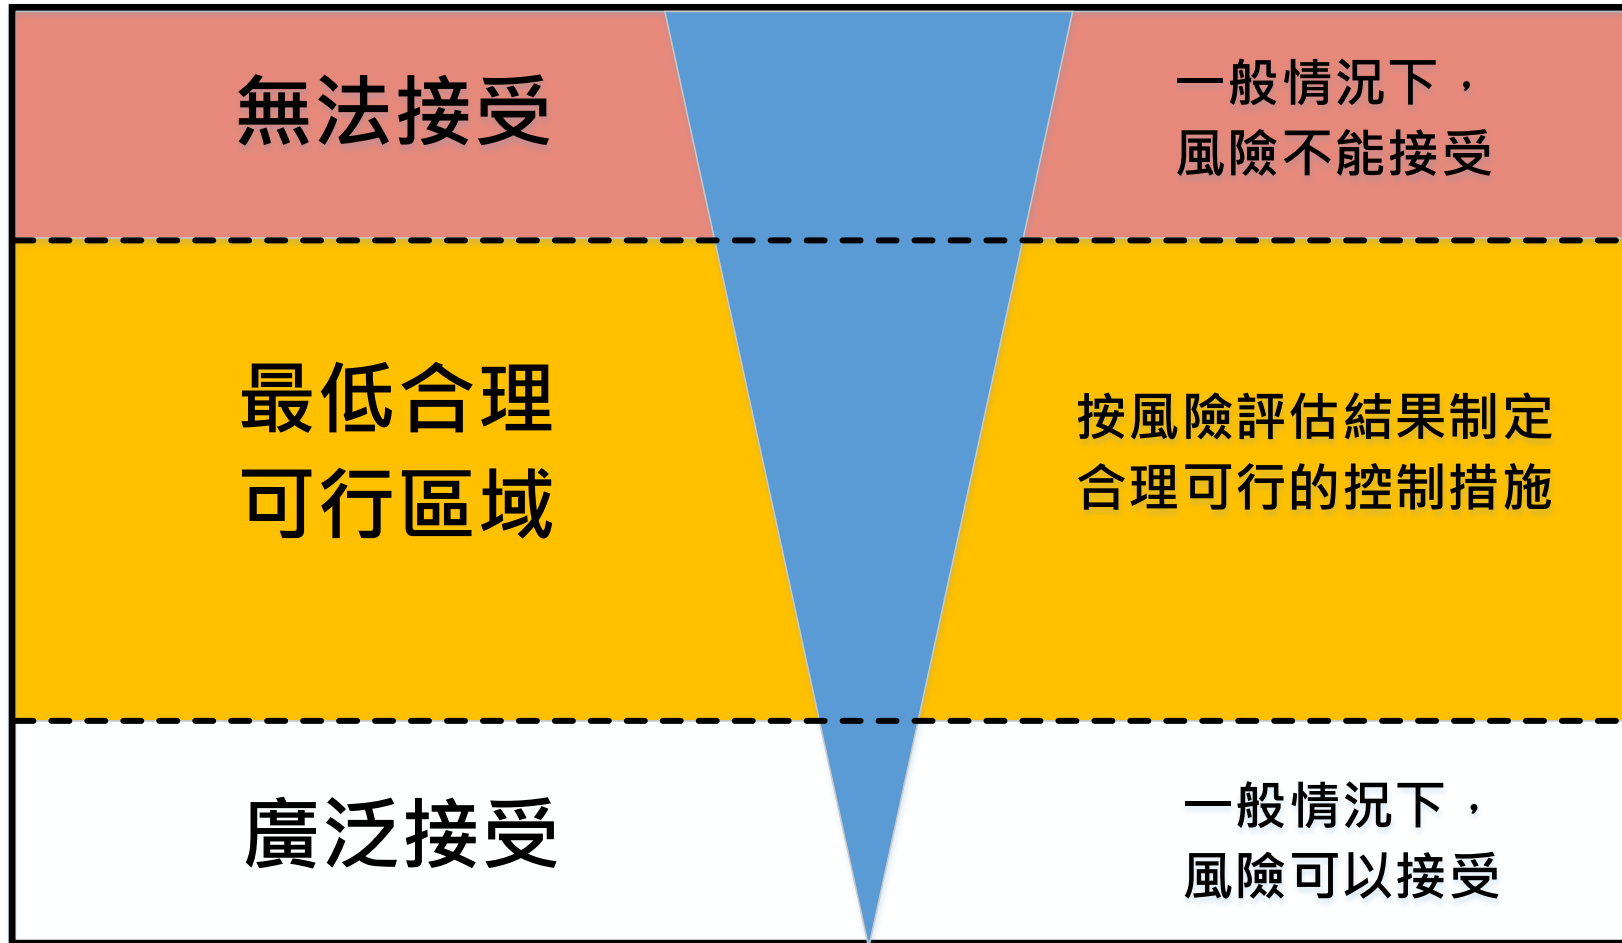 無法接受
一般情況下，
風險不能接受
最低合理
可行區域
按風險評估結果制定
合理可行的控制措施
廣泛接受
一般情況下，
風險可以接受